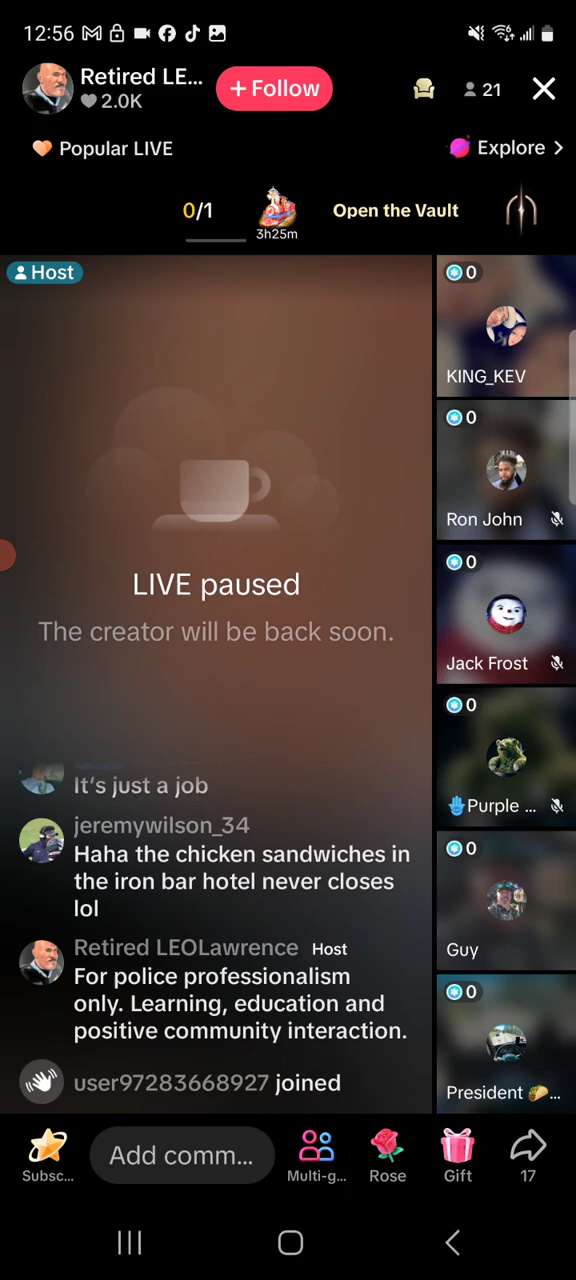 12:56
Retired LE...
2.0K
+ Follow
21
Popular LIVE
Explore >
0/1
3h25m
Open the Vault
Host
0
KING_KEV
0
Ron John
0
Jack Frost
0
Purple ...
0
Guy
0
President ...
LIVE paused
The creator will be back soon.
It's just a job
jeremywilson_34
Haha the chicken sandwiches in
the iron bar hotel never closes
lol
Retired LEOLawrence Host
For police professionalism
only. Learning, education and
positive community interaction.
user97283668927 joined
Subsc...
Add comm...
Multi-g...
Rose
Gift
17